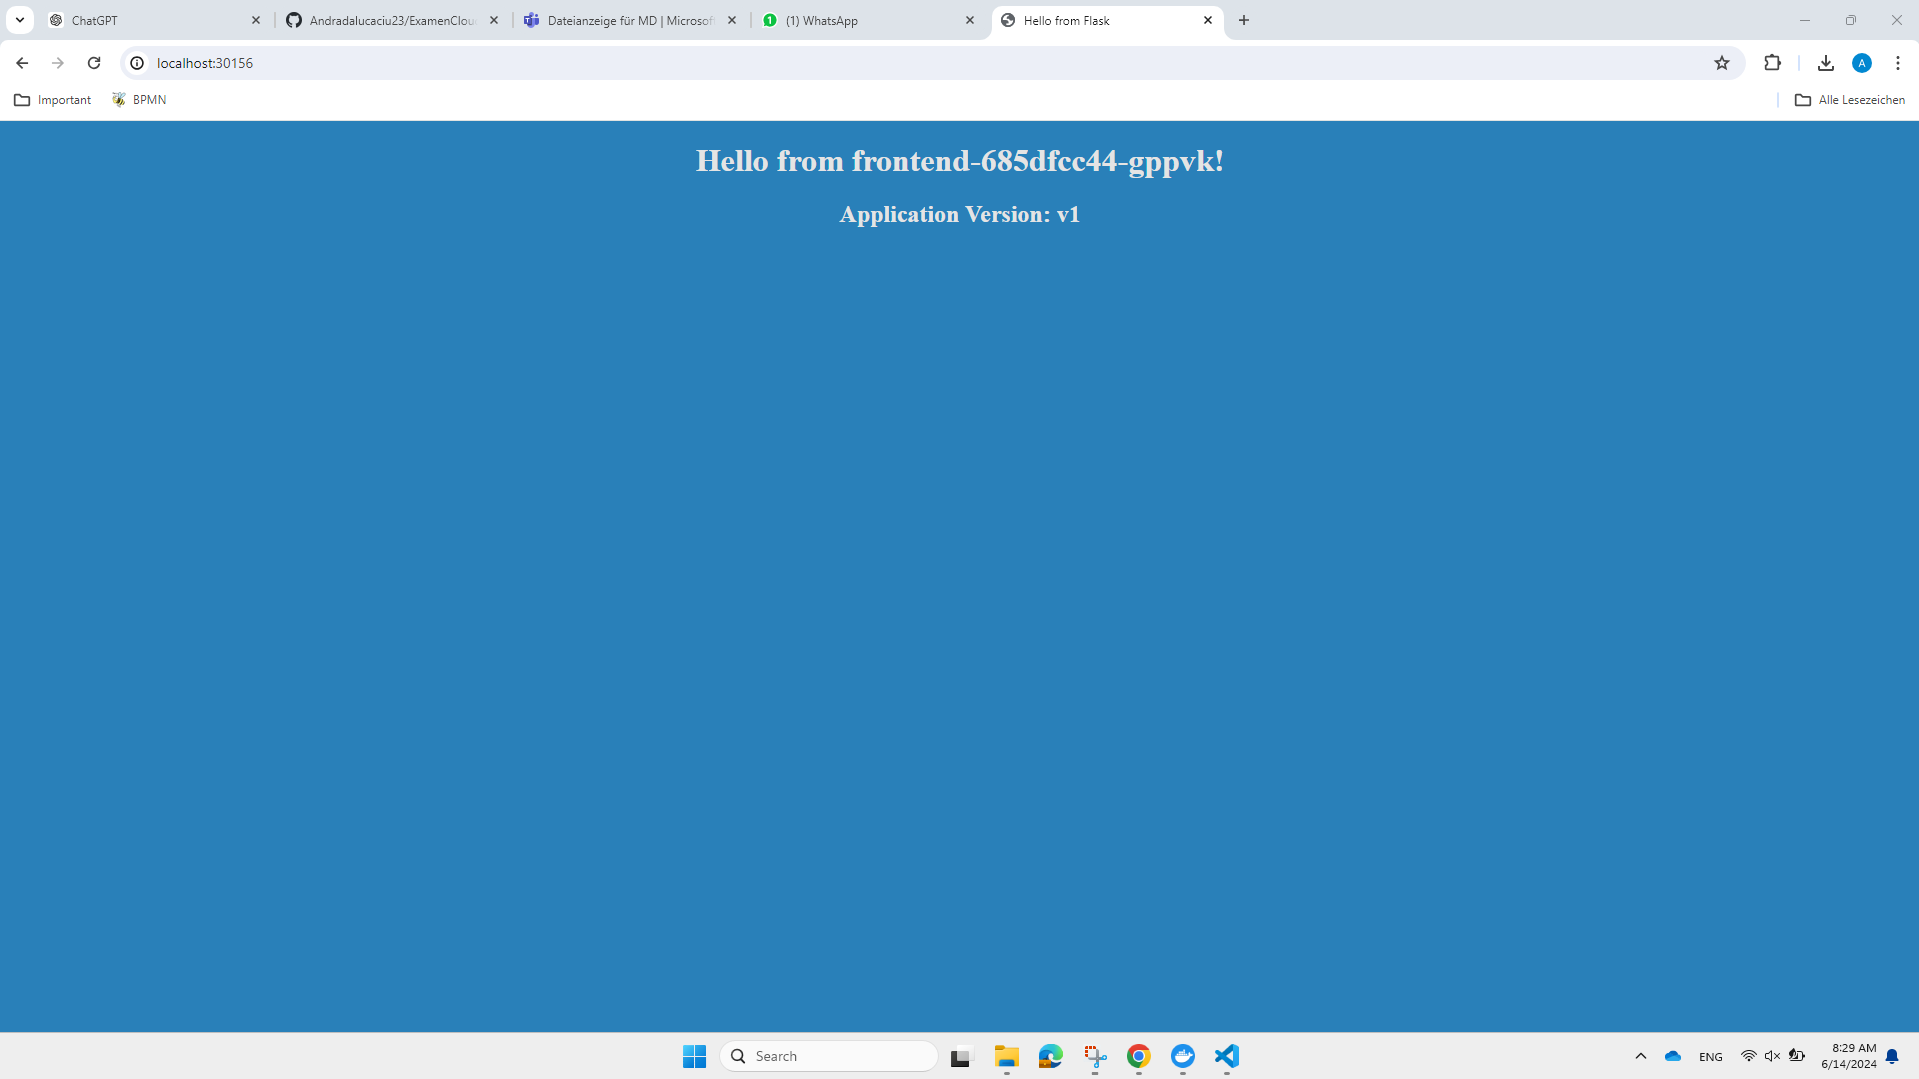 ChatGPT
Andradalucaciu23/ExamenClou
Dateianzeige für MD | Microsof
1 (1) WhatsApp
Hello from Flask
localhost:30156
A
Important
BPMN
Alle Lesezeichen
Hello from frontend-685dfcc44-gppvk!
Application Version: v1
Search
ENG
8:29 AM
6/14/2024